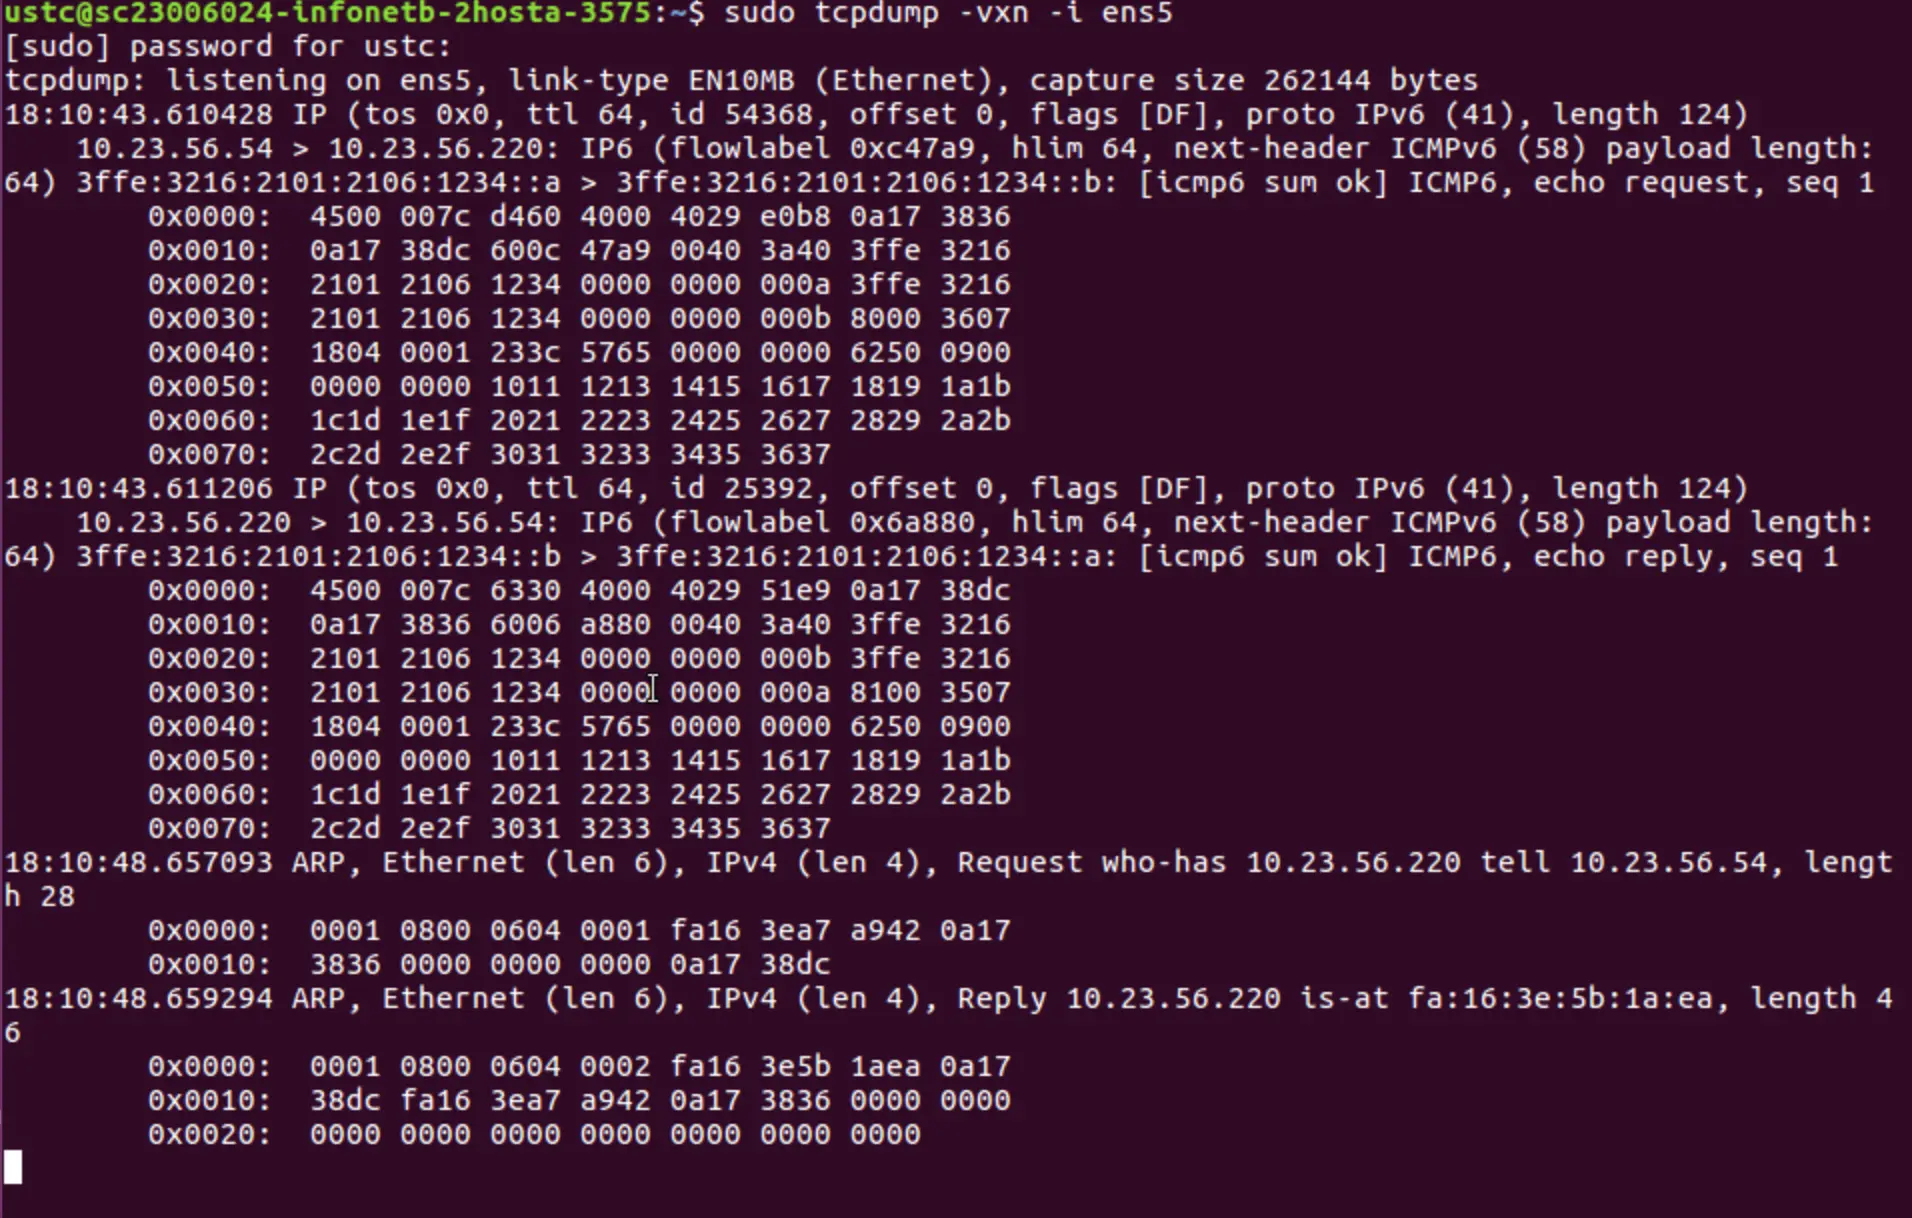 ustc@sc23006024-infonetb-2hosta-3575:~$ sudo tcpdump -vxn -i ens5
[sudo] password for ustc:
tcpdump: listening on ens5, link-type EN10MB (Ethernet), capture size 262144 bytes
18:10:43.610428 IP (tos 0x0, ttl 64, id 54368, offset 0, flags [DF], proto IPv6 (41), length 124)
    10.23.56.54 > 10.23.56.220: IP6 (flowlabel 0xc47a9, hlim 64, next-header ICMPv6 (58) payload length:
64) 3ffe:3216:2101:2106:1234::a > 3ffe:3216:2101:2106:1234::b: [icmp6 sum ok] ICMP6, echo request, seq 1
        0x0000:  4500 007c d460 4000 4029 e0b8 0a17 3836
        0x0010:  0a17 38dc 600c 47a9 0040 3a40 3ffe 3216
        0x0020:  2101 2106 1234 0000 0000 000a 3ffe 3216
        0x0030:  2101 2106 1234 0000 0000 000b 8000 3607
        0x0040:  1804 0001 233c 5765 0000 0000 6250 0900
        0x0050:  0000 0000 1011 1213 1415 1617 1819 1a1b
        0x0060:  1c1d 1e1f 2021 2223 2425 2627 2829 2a2b
        0x0070:  2c2d 2e2f 3031 3233 3435 3637
18:10:43.611206 IP (tos 0x0, ttl 64, id 25392, offset 0, flags [DF], proto IPv6 (41), length 124)
    10.23.56.220 > 10.23.56.54: IP6 (flowlabel 0x6a880, hlim 64, next-header ICMPv6 (58) payload length:
64) 3ffe:3216:2101:2106:1234::b > 3ffe:3216:2101:2106:1234::a: [icmp6 sum ok] ICMP6, echo reply, seq 1
        0x0000:  4500 007c 6330 4000 4029 51e9 0a17 38dc
        0x0010:  0a17 3836 6006 a880 0040 3a40 3ffe 3216
        0x0020:  2101 2106 1234 0000 0000 000b 3ffe 3216
        0x0030:  2101 2106 1234 0000 0000 000a 8100 3507
        0x0040:  1804 0001 233c 5765 0000 0000 6250 0900
        0x0050:  0000 0000 1011 1213 1415 1617 1819 1a1b
        0x0060:  1c1d 1e1f 2021 2223 2425 2627 2829 2a2b
        0x0070:  2c2d 2e2f 3031 3233 3435 3637
18:10:48.657093 ARP, Ethernet (len 6), IPv4 (len 4), Request who-has 10.23.56.220 tell 10.23.56.54, lengt
h 28
        0x0000:  0001 0800 0604 0001 fa16 3ea7 a942 0a17
        0x0010:  3836 0000 0000 0000 0a17 38dc
18:10:48.659294 ARP, Ethernet (len 6), IPv4 (len 4), Reply 10.23.56.220 is-at fa:16:3e:5b:1a:ea, length 4
6
        0x0000:  0001 0800 0604 0002 fa16 3e5b 1aea 0a17
        0x0010:  38dc fa16 3ea7 a942 0a17 3836 0000 0000
        0x0020:  0000 0000 0000 0000 0000 0000 0000